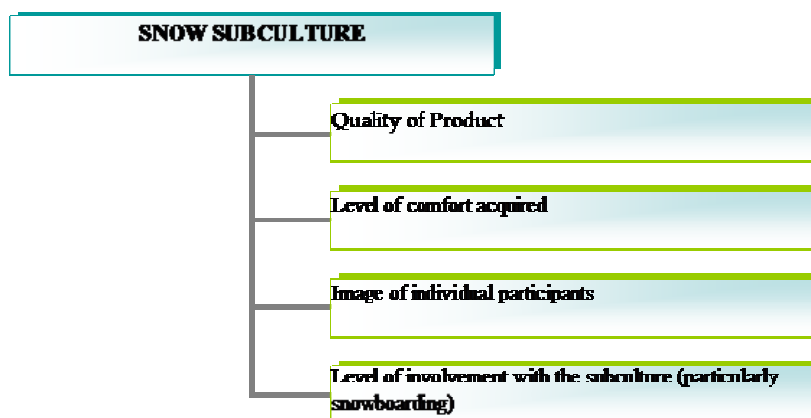 SNOW SUBCULTURE
Quality of Product
Level of comfort acquired
Image of individual participants
Level of involvement with the subculture (particularly
snowboarding)